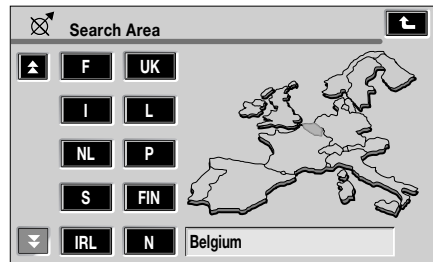 Search Area
F UK
I L
NL P
S FIN
IRL N Belgium